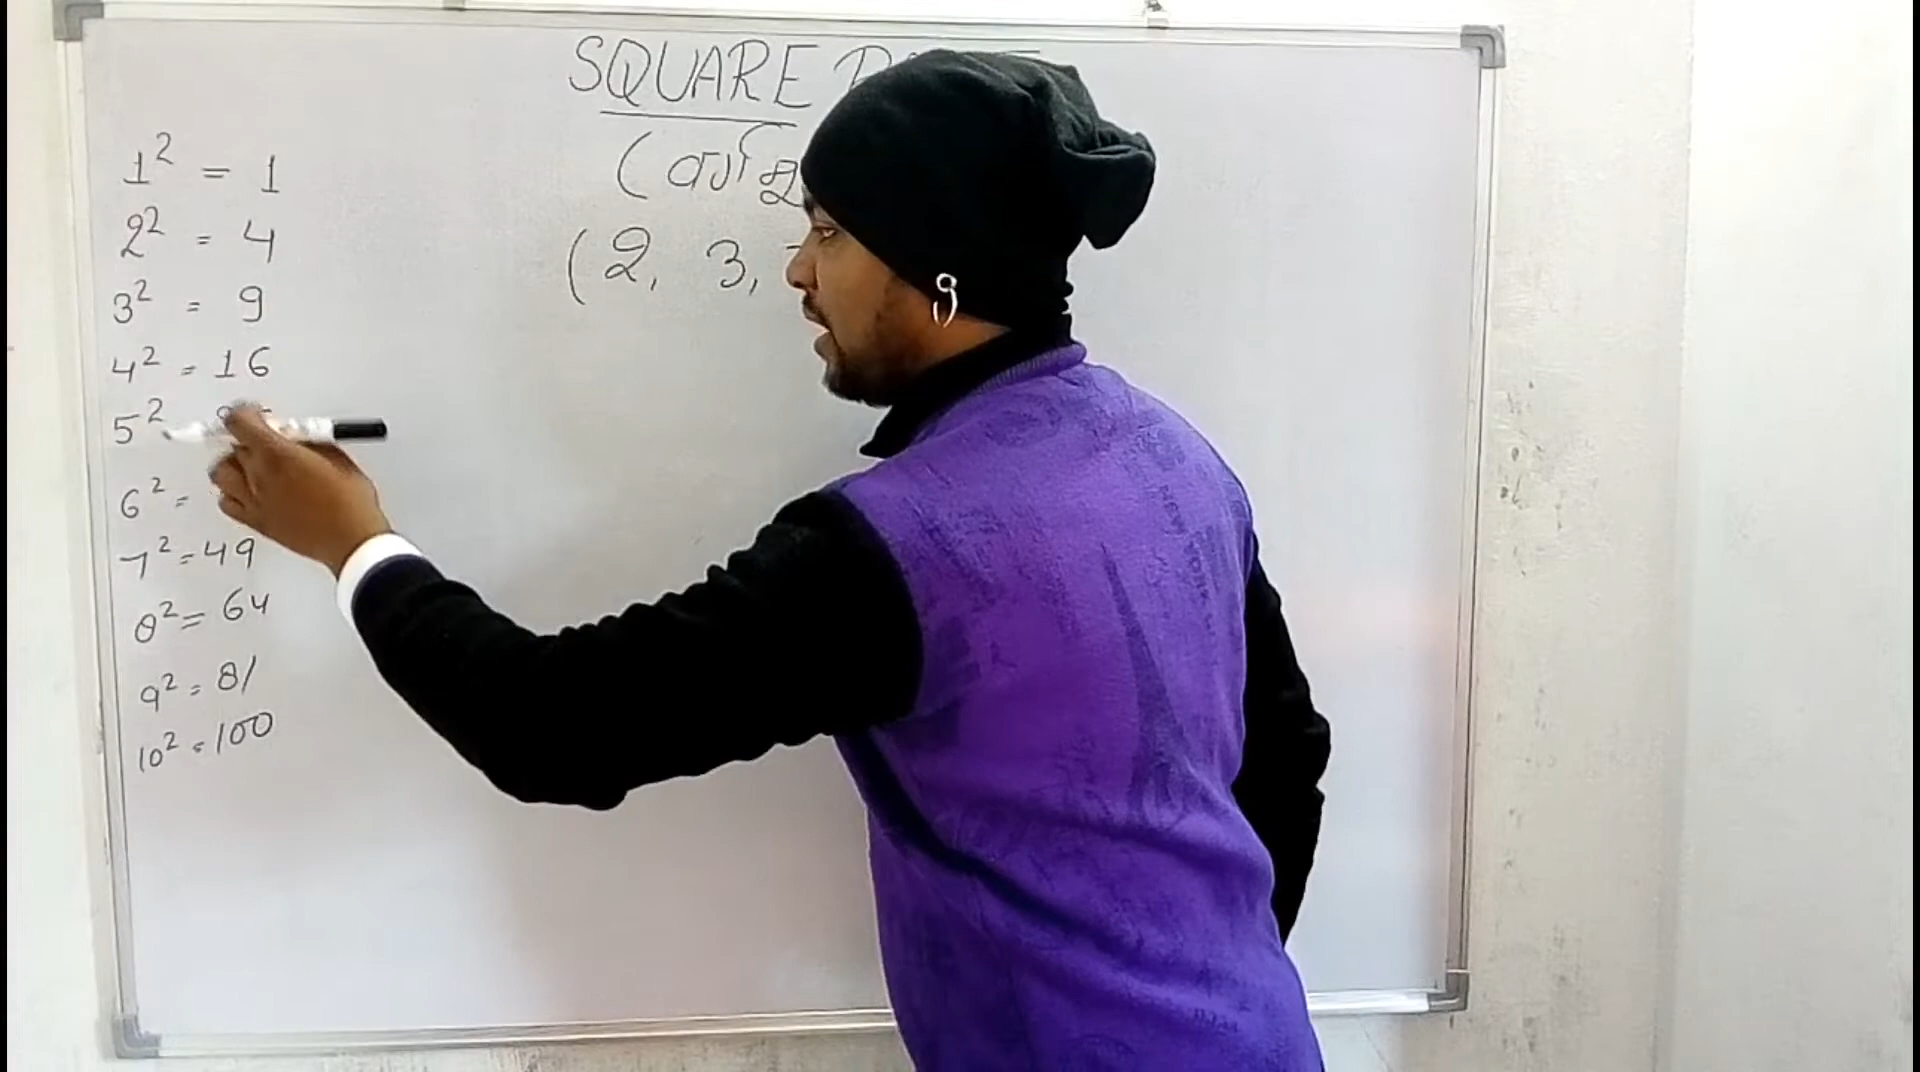 SQUARE
(वर्ग
(2, 3,
1² = 1
2² = 4
3² = 9
4² = 16
5²
6² =
7² = 49
8² = 64
9² = 81
10² = 100